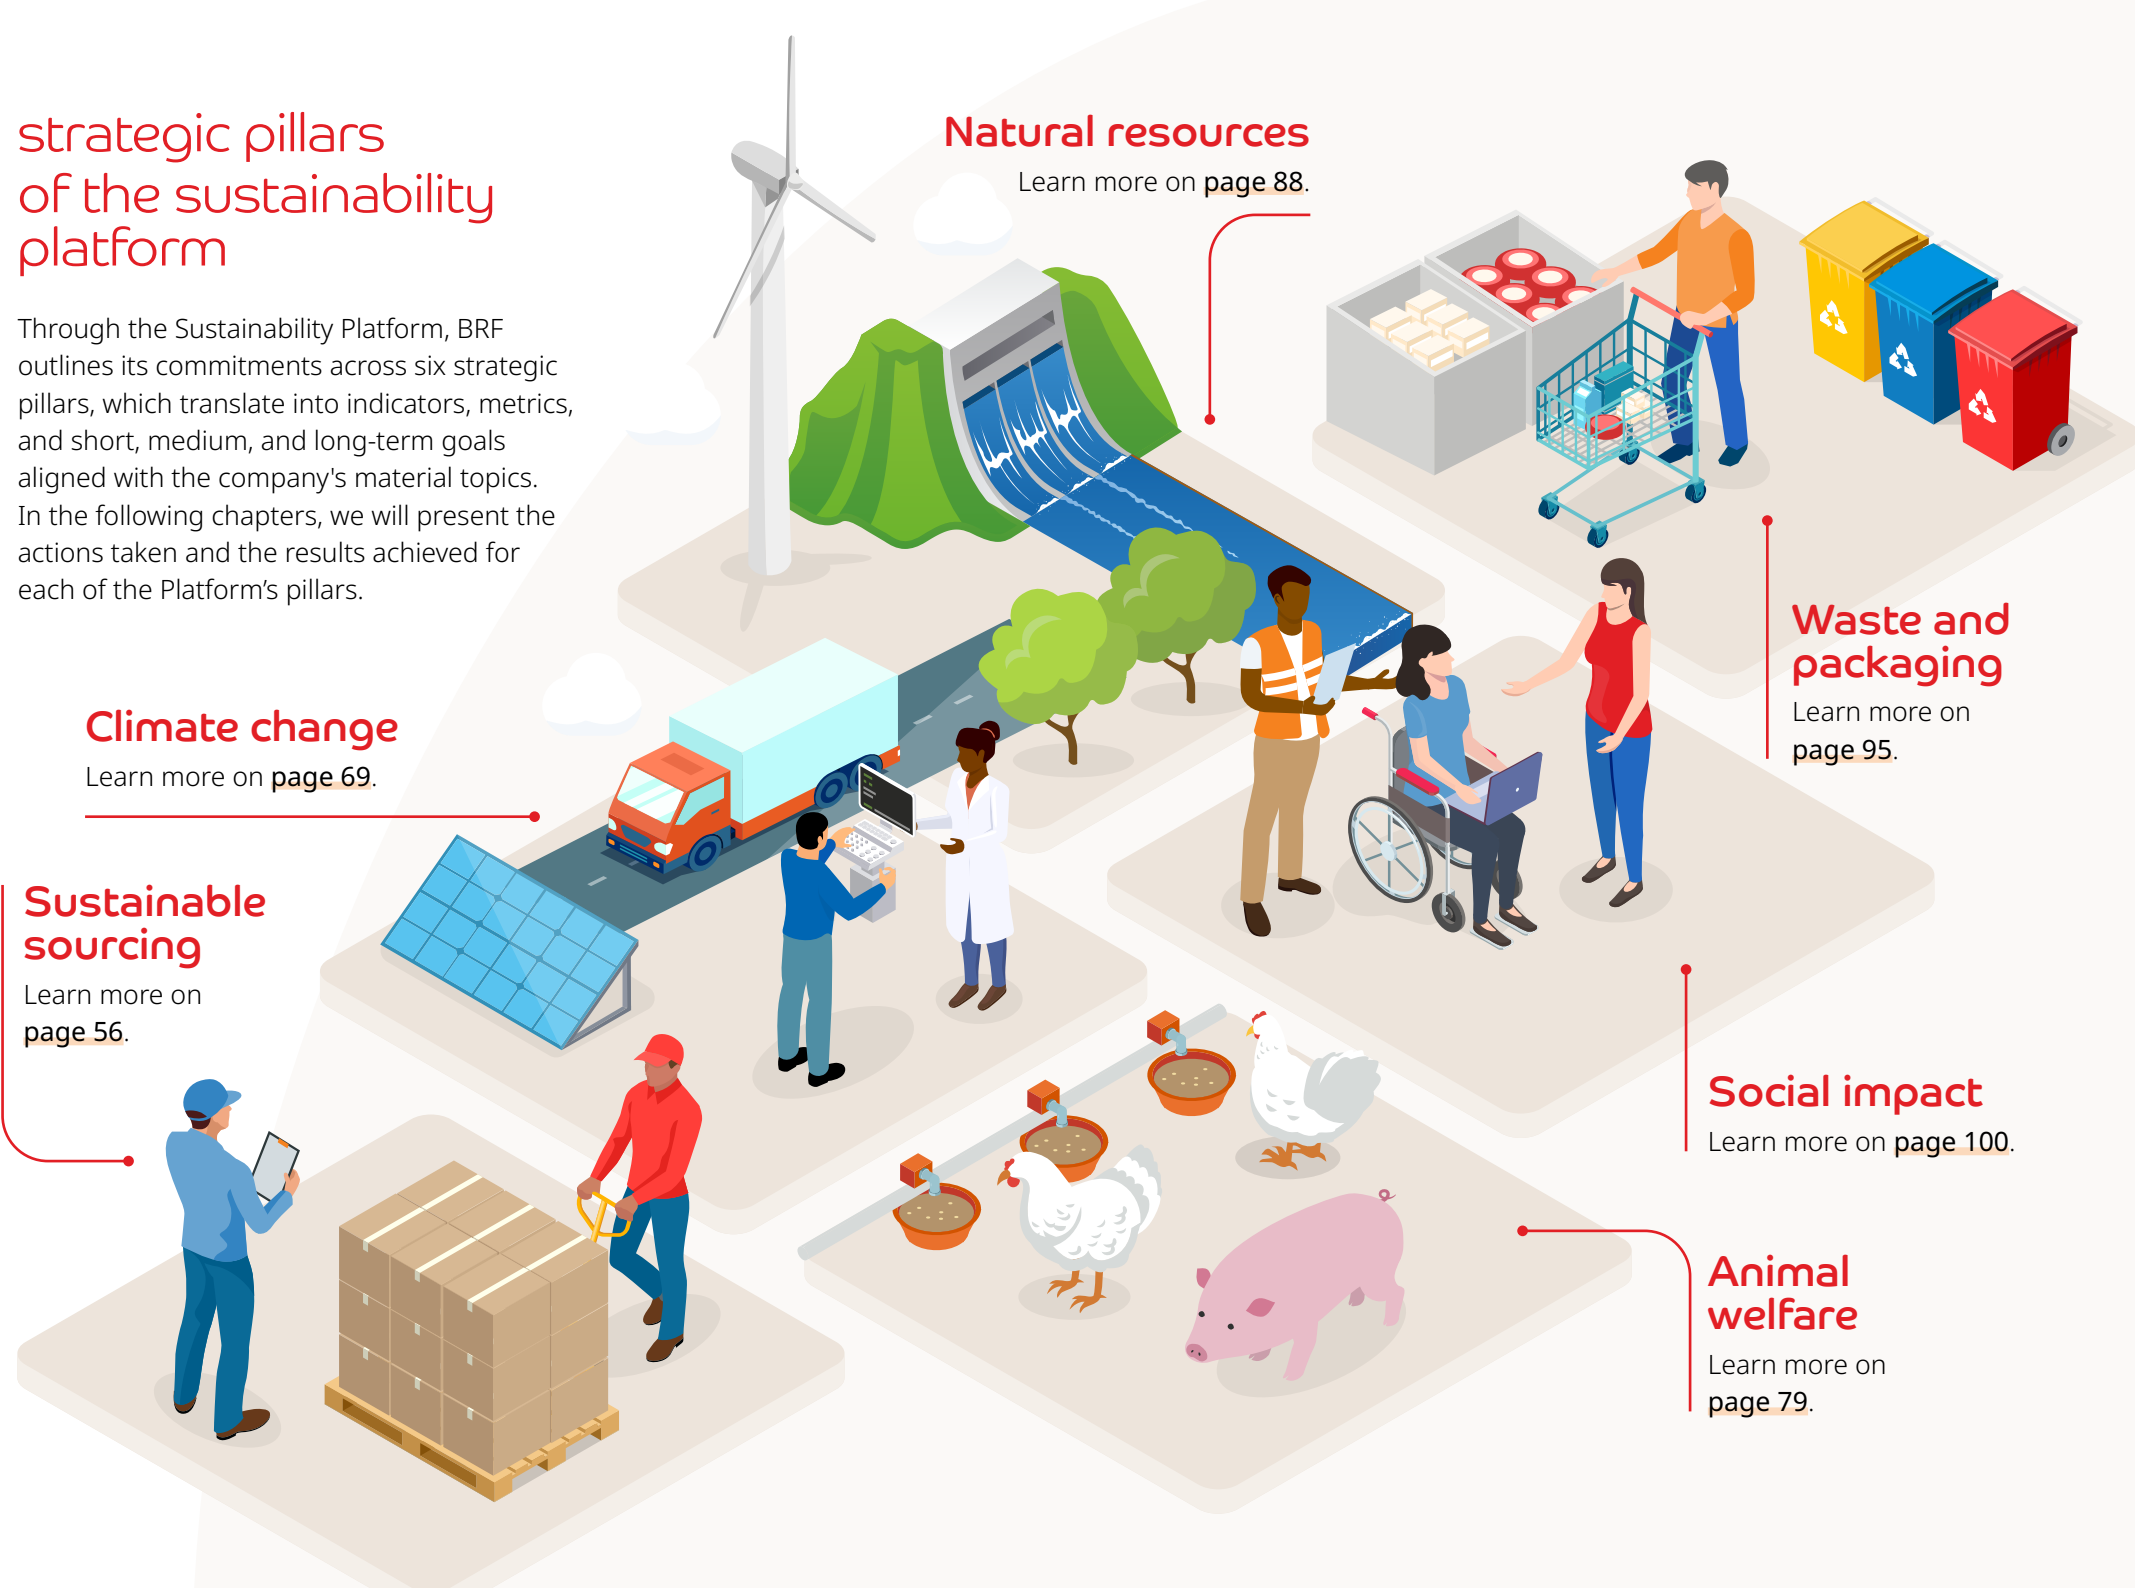 strategic pillars
of the sustainability
platform
Through the Sustainability Platform, BRF
outlines its commitments across six strategic
pillars, which translate into indicators, metrics,
and short, medium, and long-term goals
aligned with the company's material topics.
In the following chapters, we will present the
actions taken and the results achieved for
each of the Platform’s pillars.
Natural resources
Learn more on page 88.
Waste and
packaging
Learn more on
page 95.
Climate change
Learn more on page 69.
Sustainable
sourcing
Learn more on
page 56.
Social impact
Learn more on page 100.
Animal
welfare
Learn more on
page 79.